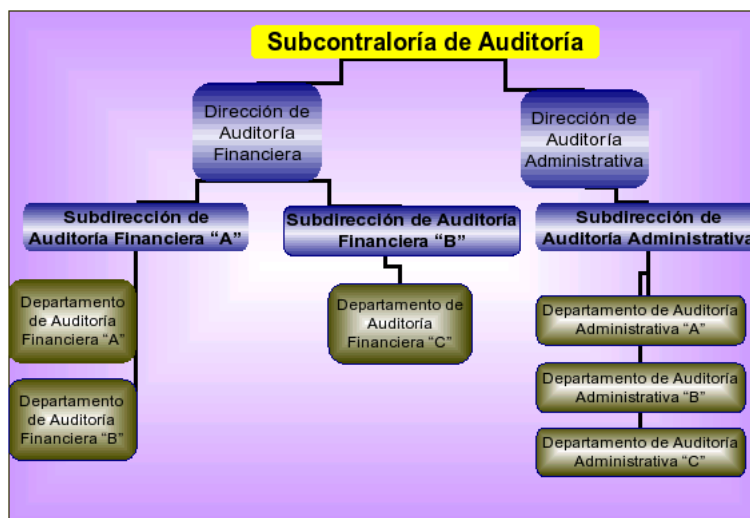 Subcontraloría de Auditoría
Dirección de
Auditoría
Financiera
Dirección de
Auditoría
Administrativa
Subdirección de
Auditoría Financiera “A”
Subdirección de Auditoría
Financiera “B”
Subdirección de
Auditoría Administrativa
Departamento
de Auditoría
Financiera “A”
Departamento de
Auditoría
Financiera “C”
Departamento de Auditoría
Administrativa “A”
Departamento
de Auditoría
Financiera “B”
Departamento de Auditoría
Administrativa “B”
Departamento de Auditoría
Administrativa “C”